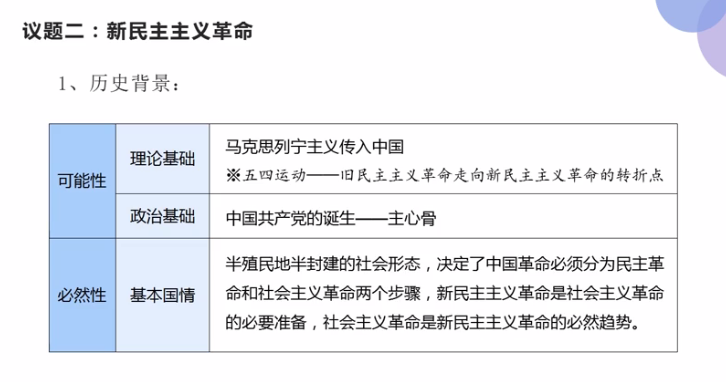 议题二：新民主主义革命
1、历史背景：
可能性
理论基础
马克思列宁主义传入中国
※五四运动——旧民主主义革命走向新民主主义革命的转折点
政治基础
中国共产党的诞生——主心骨
必然性
基本国情
半殖民地半封建的社会形态，决定了中国革命必须分为民主革
命和社会主义革命两个步骤，新民主主义革命是社会主义革命
的必要准备，社会主义革命是新民主主义革命的必然趋势。